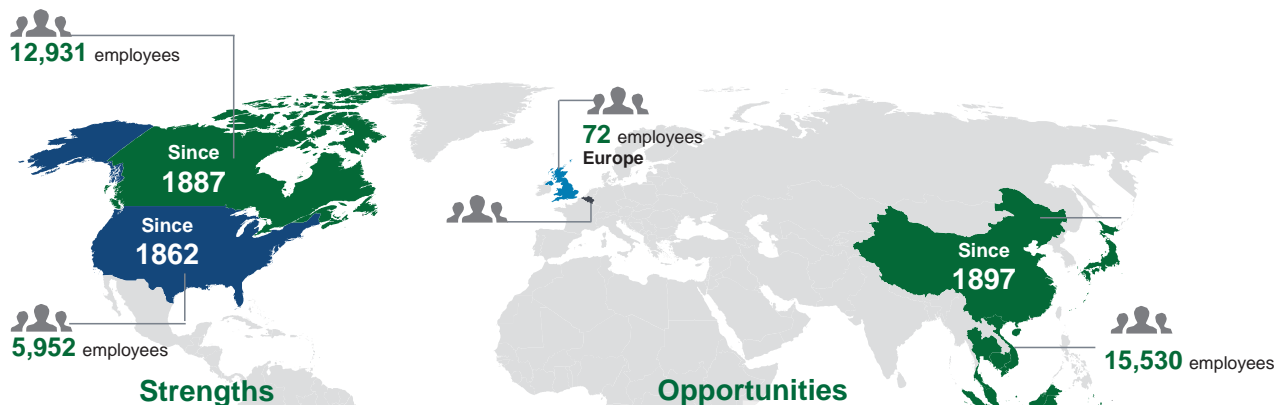 12,931 employees
Since
1887
Since
1862
5,952 employees
72 employees
Europe
Since
1897
15,530 employees
Strengths
Opportunities